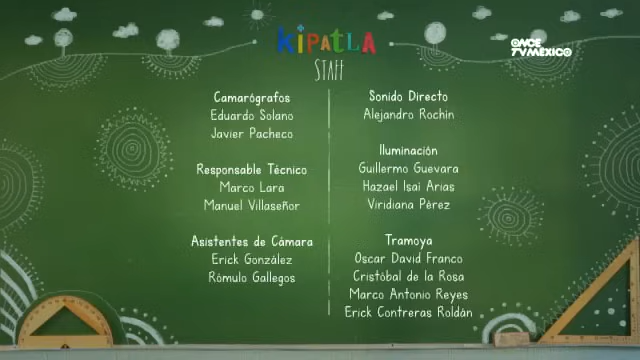 KIPATLA
ONCE
TV MÉXICO
STAFF
Camarógrafos
Eduardo Solano
Javier Pacheco
Responsable Técnico
Marco Lara
Manuel Villaseñor
Asistentes de Cámara
Erick González
Rómulo Gallegos
Sonido Directo
Alejandro Rochin
Iluminación
Guillermo Guevara
Hazael Isai Arias
Viridiana Pérez
Tramoya
Oscar David Franco
Cristóbal de la Rosa
Marco Antonio Reyes
Erick Contreras Roldán